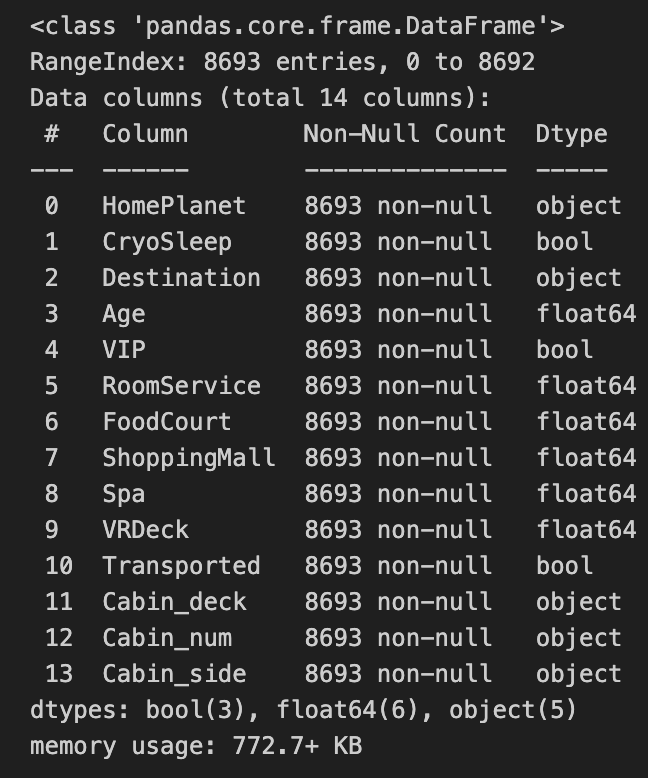 <class 'pandas.core.frame.DataFrame'>
RangeIndex: 8693 entries, 0 to 8692
Data columns (total 14 columns):
 #   Column        Non-Null Count  Dtype
---  ------        --------------  -----
 0   HomePlanet    8693 non-null   object
 1   CryoSleep     8693 non-null   bool
 2   Destination   8693 non-null   object
 3   Age           8693 non-null   float64
 4   VIP           8693 non-null   bool
 5   RoomService   8693 non-null   float64
 6   FoodCourt     8693 non-null   float64
 7   ShoppingMall  8693 non-null   float64
 8   Spa           8693 non-null   float64
 9   VRDeck        8693 non-null   float64
 10  Transported   8693 non-null   bool
 11  Cabin_deck    8693 non-null   object
 12  Cabin_num     8693 non-null   object
 13  Cabin_side    8693 non-null   object
dtypes: bool(3), float64(6), object(5)
memory usage: 772.7+ KB